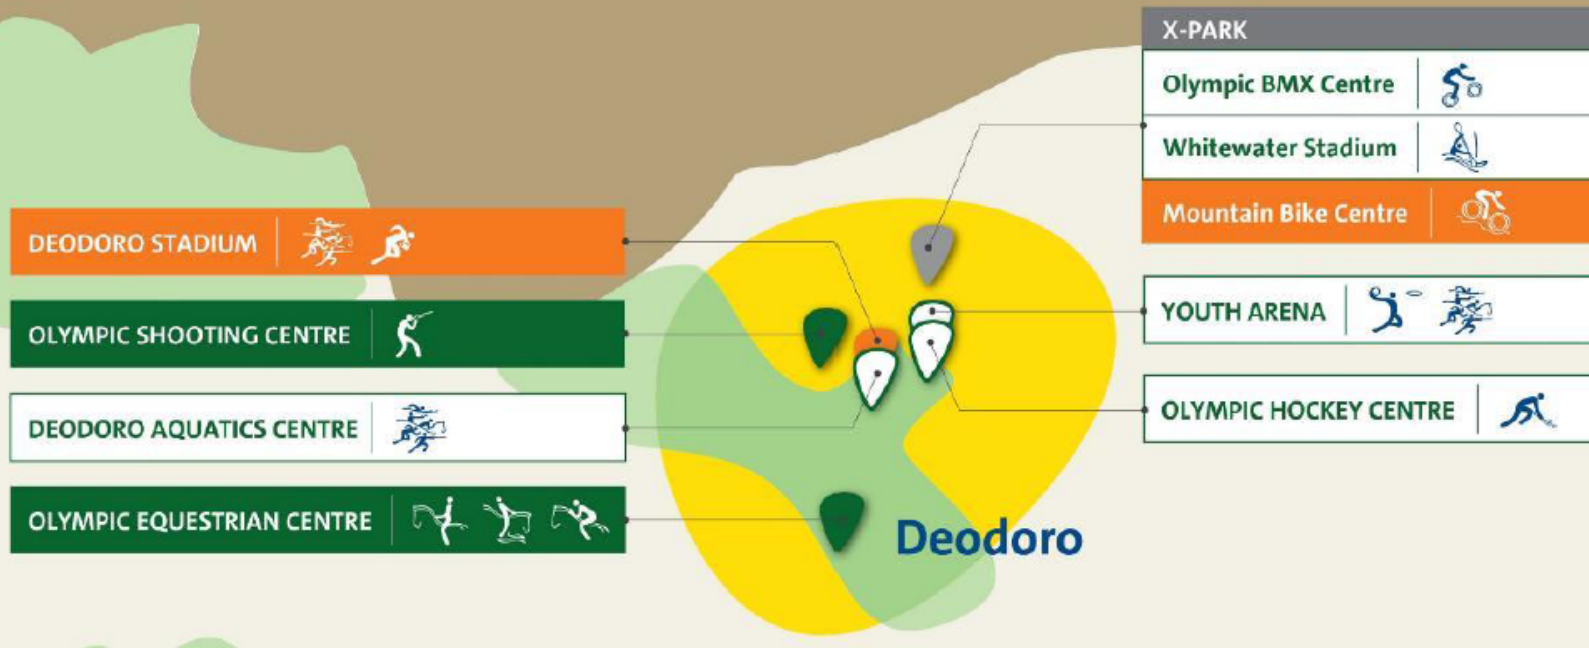 X-PARK
Olympic BMX Centre
Whitewater Stadium
Mountain Bike Centre
DEODORO STADIUM
OLYMPIC SHOOTING CENTRE
YOUTH ARENA
DEODORO AQUATICS CENTRE
OLYMPIC HOCKEY CENTRE
OLYMPIC EQUESTRIAN CENTRE
Deodoro